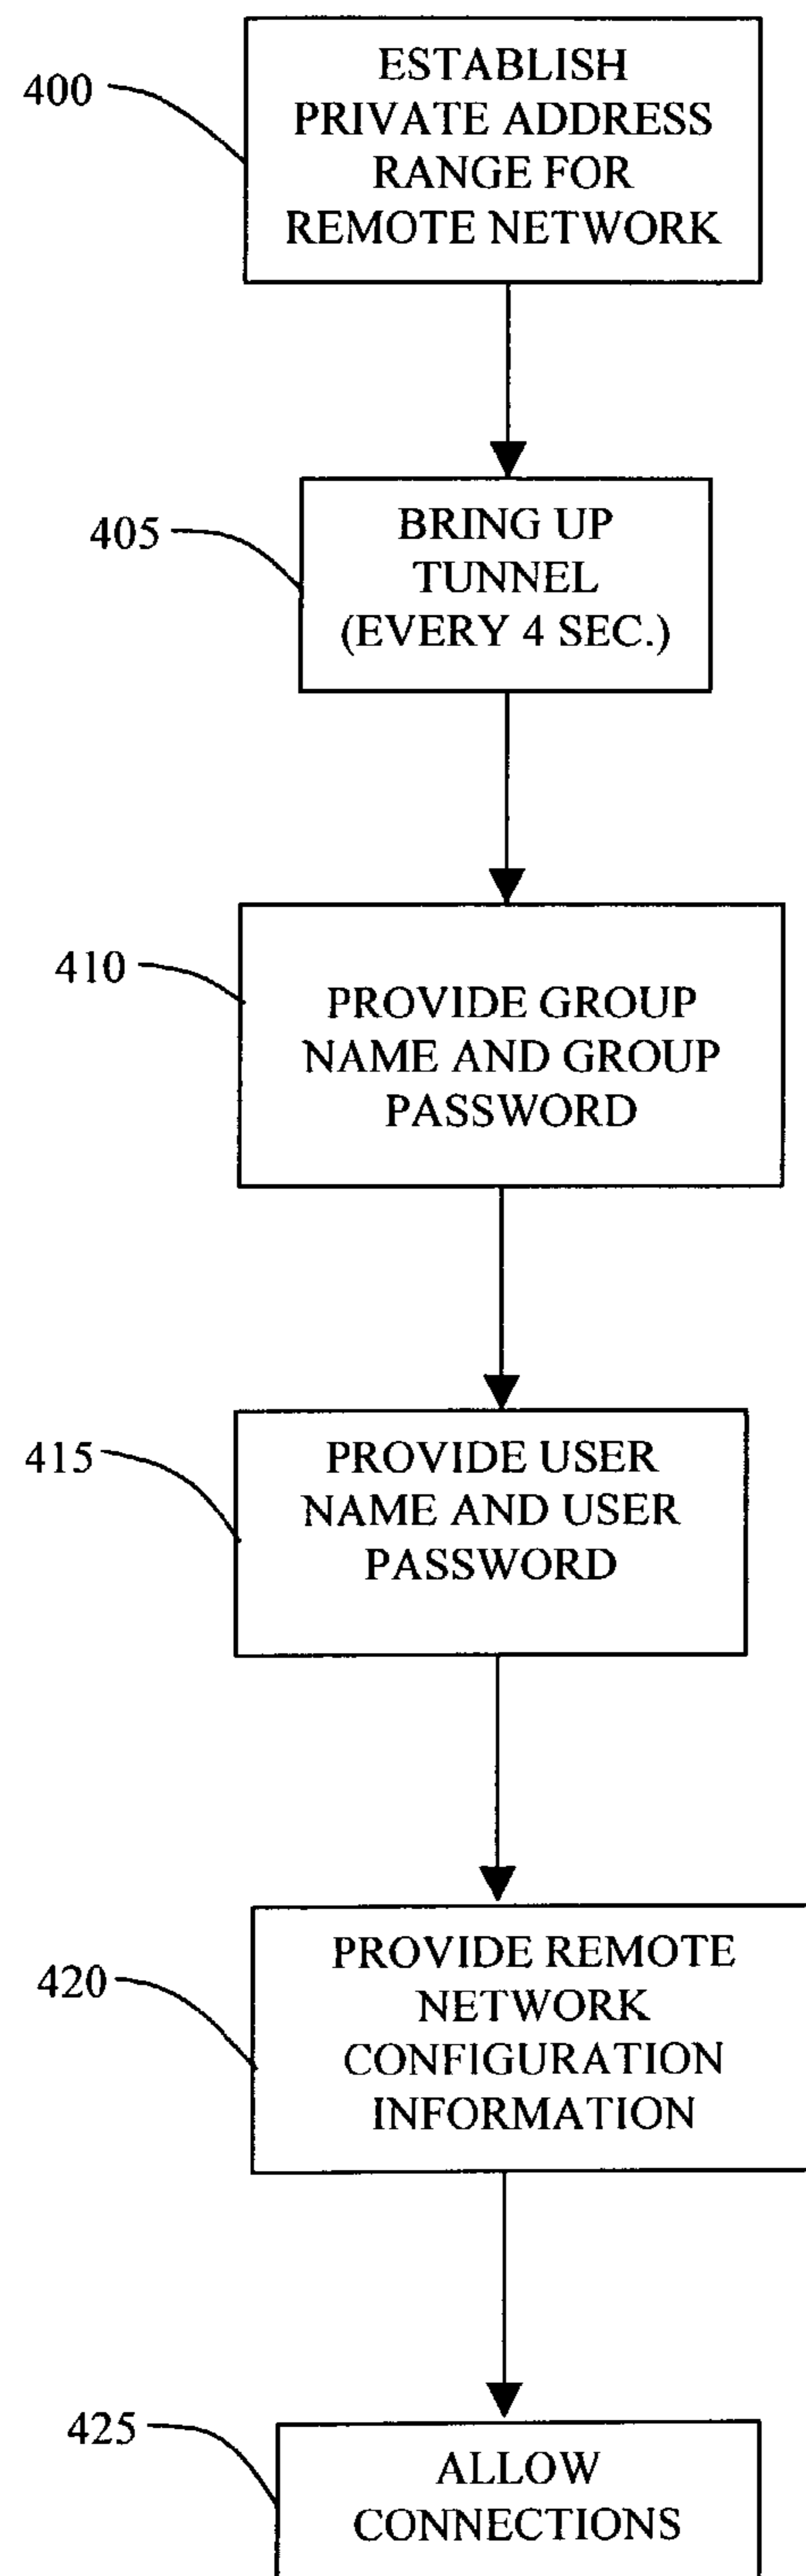 400
ESTABLISH
PRIVATE ADDRESS
RANGE FOR
REMOTE NETWORK
405
BRING UP
TUNNEL
(EVERY 4 SEC.)
410
PROVIDE GROUP
NAME AND GROUP
PASSWORD
415
PROVIDE USER
NAME AND USER
PASSWORD
420
PROVIDE REMOTE
NETWORK
CONFIGURATION
INFORMATION
425
ALLOW
CONNECTIONS